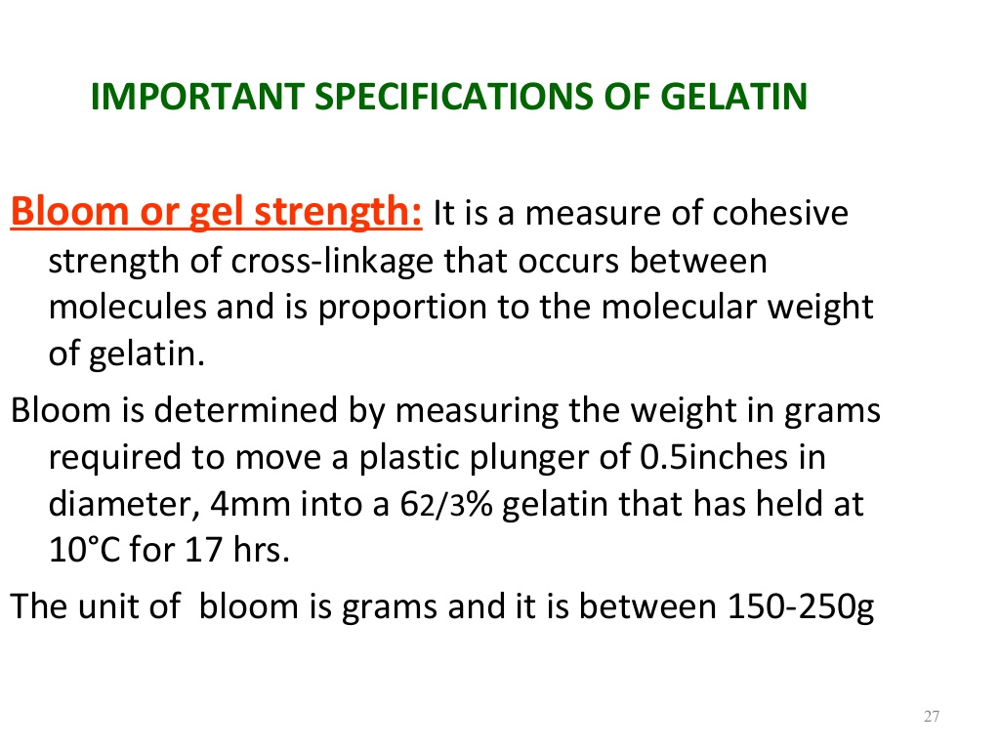 IMPORTANT SPECIFICATIONS OF GELATIN
Bloom or gel strength: It is a measure of cohesive
strength of cross-linkage that occurs between
molecules and is proportion to the molecular weight
of gelatin.
Bloom is determined by measuring the weight in grams
required to move a plastic plunger of 0.5inches in
diameter, 4mm into a 62/3% gelatin that has held at
10°C for 17 hrs.
The unit of  bloom is grams and it is between 150-250g
27